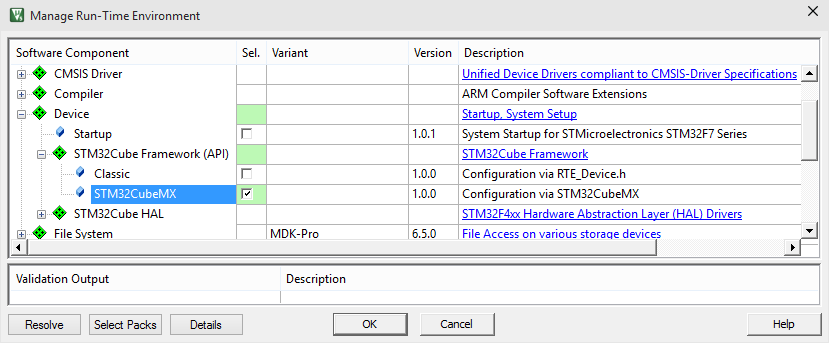 Manage Run-Time Environment
Software Component Sel. Variant Version Description
CMSIS Driver Unified Device Drivers compliant to CMSIS-Driver Specifications
Compiler ARM Compiler Software Extensions
Device Startup, System Setup
Startup 1.0.1 System Startup for STMicroelectronics STM32F7 Series
STM32Cube Framework (API) STM32Cube Framework
Classic 1.0.0 Configuration via RTE_Device.h
STM32CubeMX 1.0.0 Configuration via STM32CubeMX
STM32Cube HAL STM32F4xx Hardware Abstraction Layer (HAL) Drivers
File System MDK-Pro 6.5.0 File Access on various storage devices
Validation Output Description
Resolve Select Packs Details OK Cancel Help